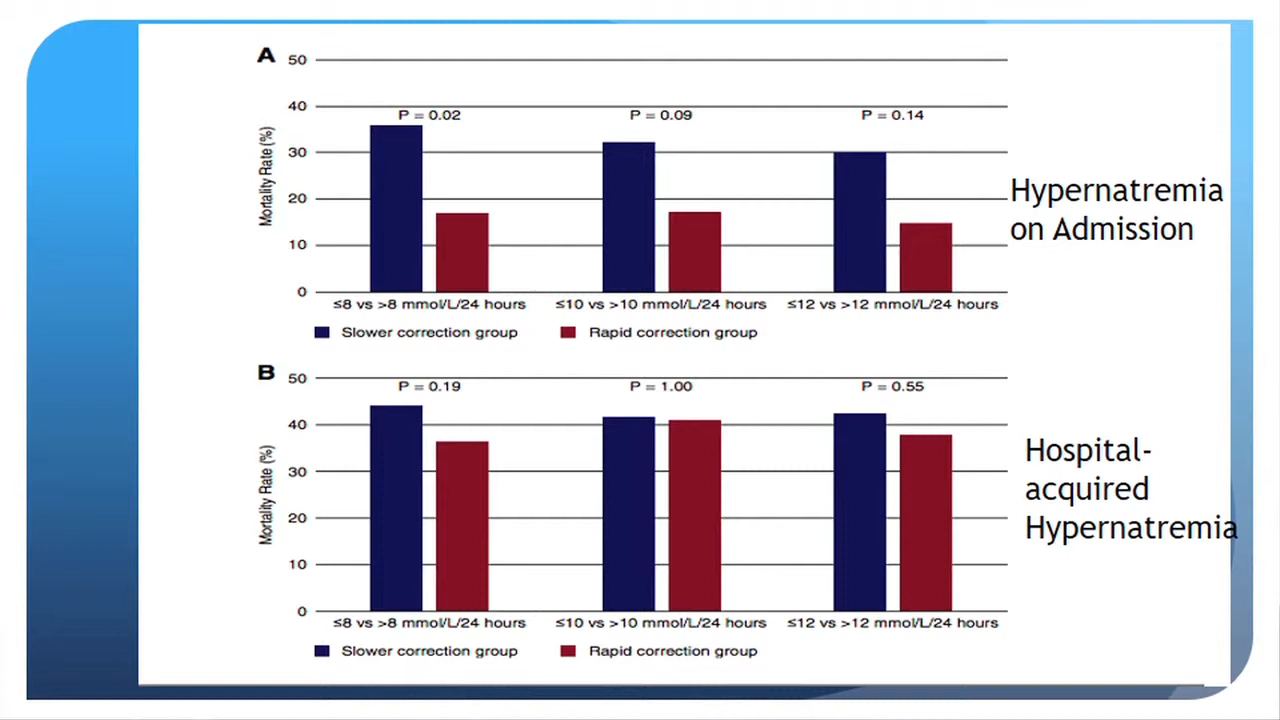 A
50
40
30
20
10
0
Mortality Rate (%)
P = 0.02
P = 0.09
P = 0.14
≤8 vs >8 mmol/L/24 hours
≤10 vs >10 mmol/L/24 hours
≤12 vs >12 mmol/L/24 hours
Slower correction group
Rapid correction group
Hypernatremia
on Admission
B
50
40
30
20
10
0
Mortality Rate (%)
P = 0.19
P = 1.00
P = 0.55
≤8 vs >8 mmol/L/24 hours
≤10 vs >10 mmol/L/24 hours
≤12 vs >12 mmol/L/24 hours
Slower correction group
Rapid correction group
Hospital-
acquired
Hypernatremia